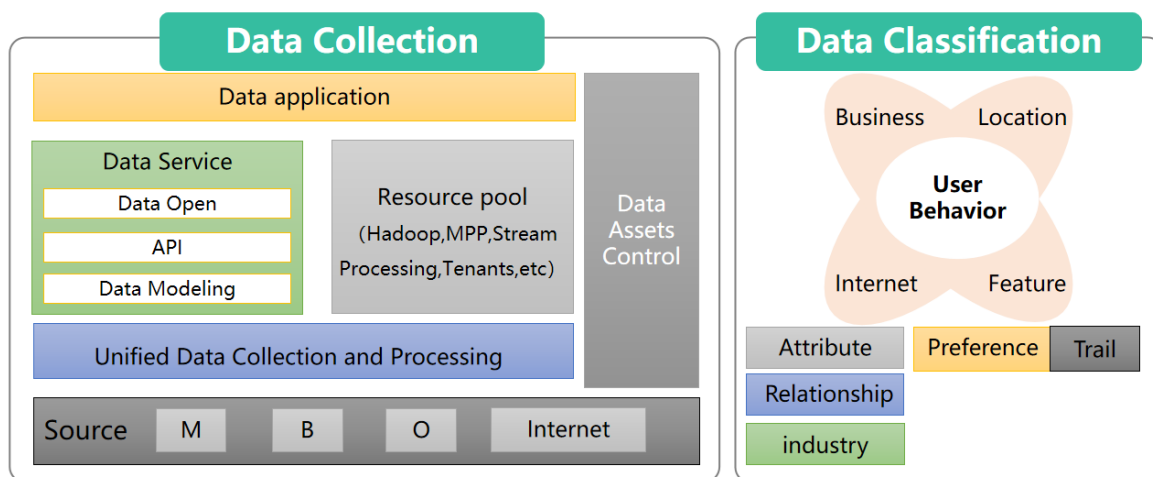 Data Collection
Data application
Data Service
Data Open
API
Data Modeling
Resource pool
（Hadoop,MPP,Stream
Processing,Tenants,etc）
Data
Assets
Control
Unified Data Collection and Processing
Source
M
B
O
Internet
Data Classification
Business
Location
User
Behavior
Internet
Feature
Attribute
Preference
Trail
Relationship
industry